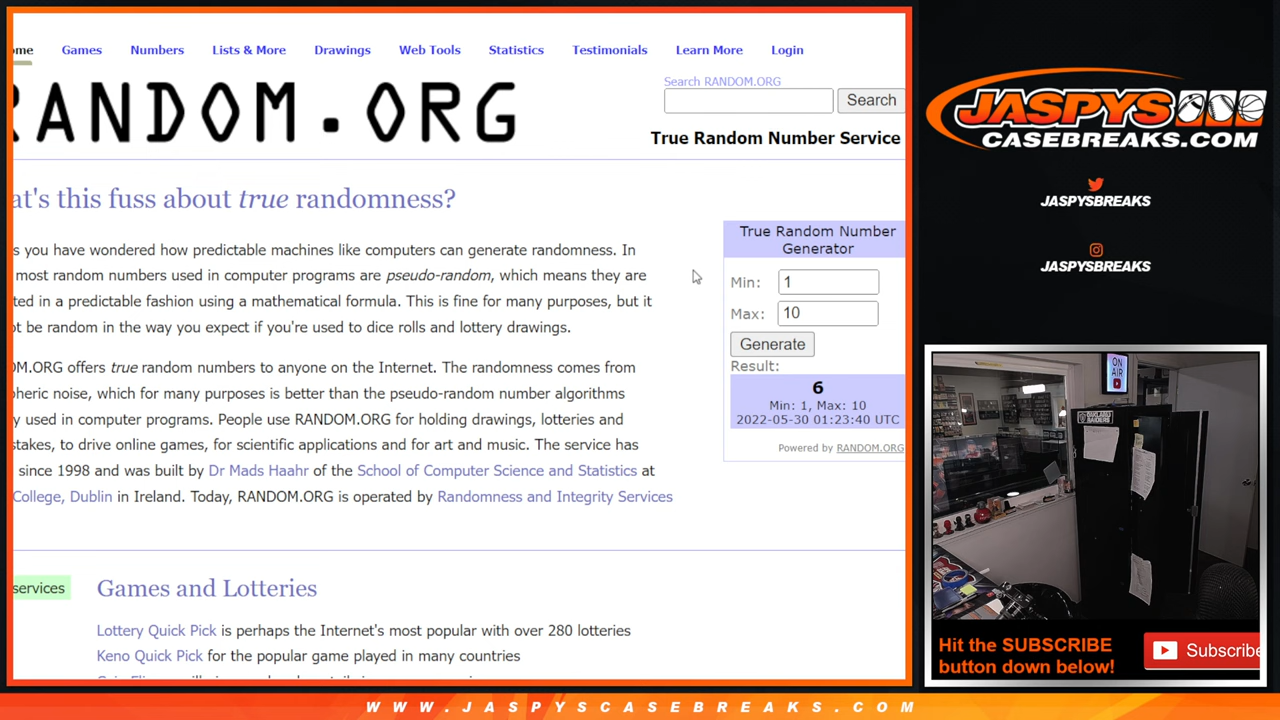 ome Games Numbers Lists & More Drawings Web Tools Statistics Testimonials Learn More Login
RANDOM.ORG
Search RANDOM.ORG
Search
True Random Number Service
at's this fuss about true randomness?
s you have wondered how predictable machines like computers can generate randomness. In
most random numbers used in computer programs are pseudo-random, which means they are
ted in a predictable fashion using a mathematical formula. This is fine for many purposes, but it
ot be random in the way you expect if you're used to dice rolls and lottery drawings.
OM.ORG offers true random numbers to anyone on the Internet. The randomness comes from
pheric noise, which for many purposes is better than the pseudo-random number algorithms
y used in computer programs. People use RANDOM.ORG for holding drawings, lotteries and
stakes, to drive online games, for scientific applications and for art and music. The service has
since 1998 and was built by Dr Mads Haahr of the School of Computer Science and Statistics at
College, Dublin in Ireland. Today, RANDOM.ORG is operated by Randomness and Integrity Services
True Random Number
Generator
Min: 1
Max: 10
Generate
Result:
6
Min: 1, Max: 10
2022-05-30 01:23:40 UTC
Powered by RANDOM.ORG
services
Games and Lotteries
Lottery Quick Pick is perhaps the Internet's most popular with over 280 lotteries
Keno Quick Pick for the popular game played in many countries
JASPYS
CASEBREAKS.COM
JASPYSBREAKS
JASPYSBREAKS
ON
AIR
OAKLAND
RAIDERS
Hit the SUBSCRIBE
button down below!
Subscribe
WWW.JASPYSCASEBREAKS.COM